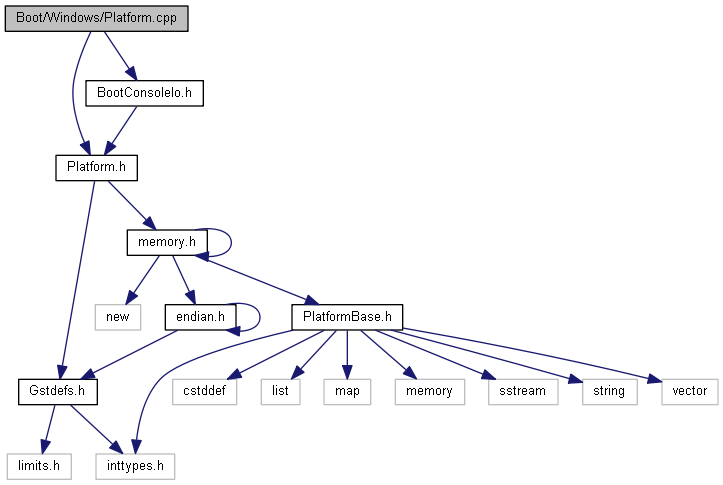 Boot/Windows/Platform.cpp
BootConsoleIo.h
Platform.h
memory.h
new
endian.h
PlatformBase.h
Gstdefs.h
cstddef
list
map
memory
sstream
string
vector
limits.h
inttypes.h